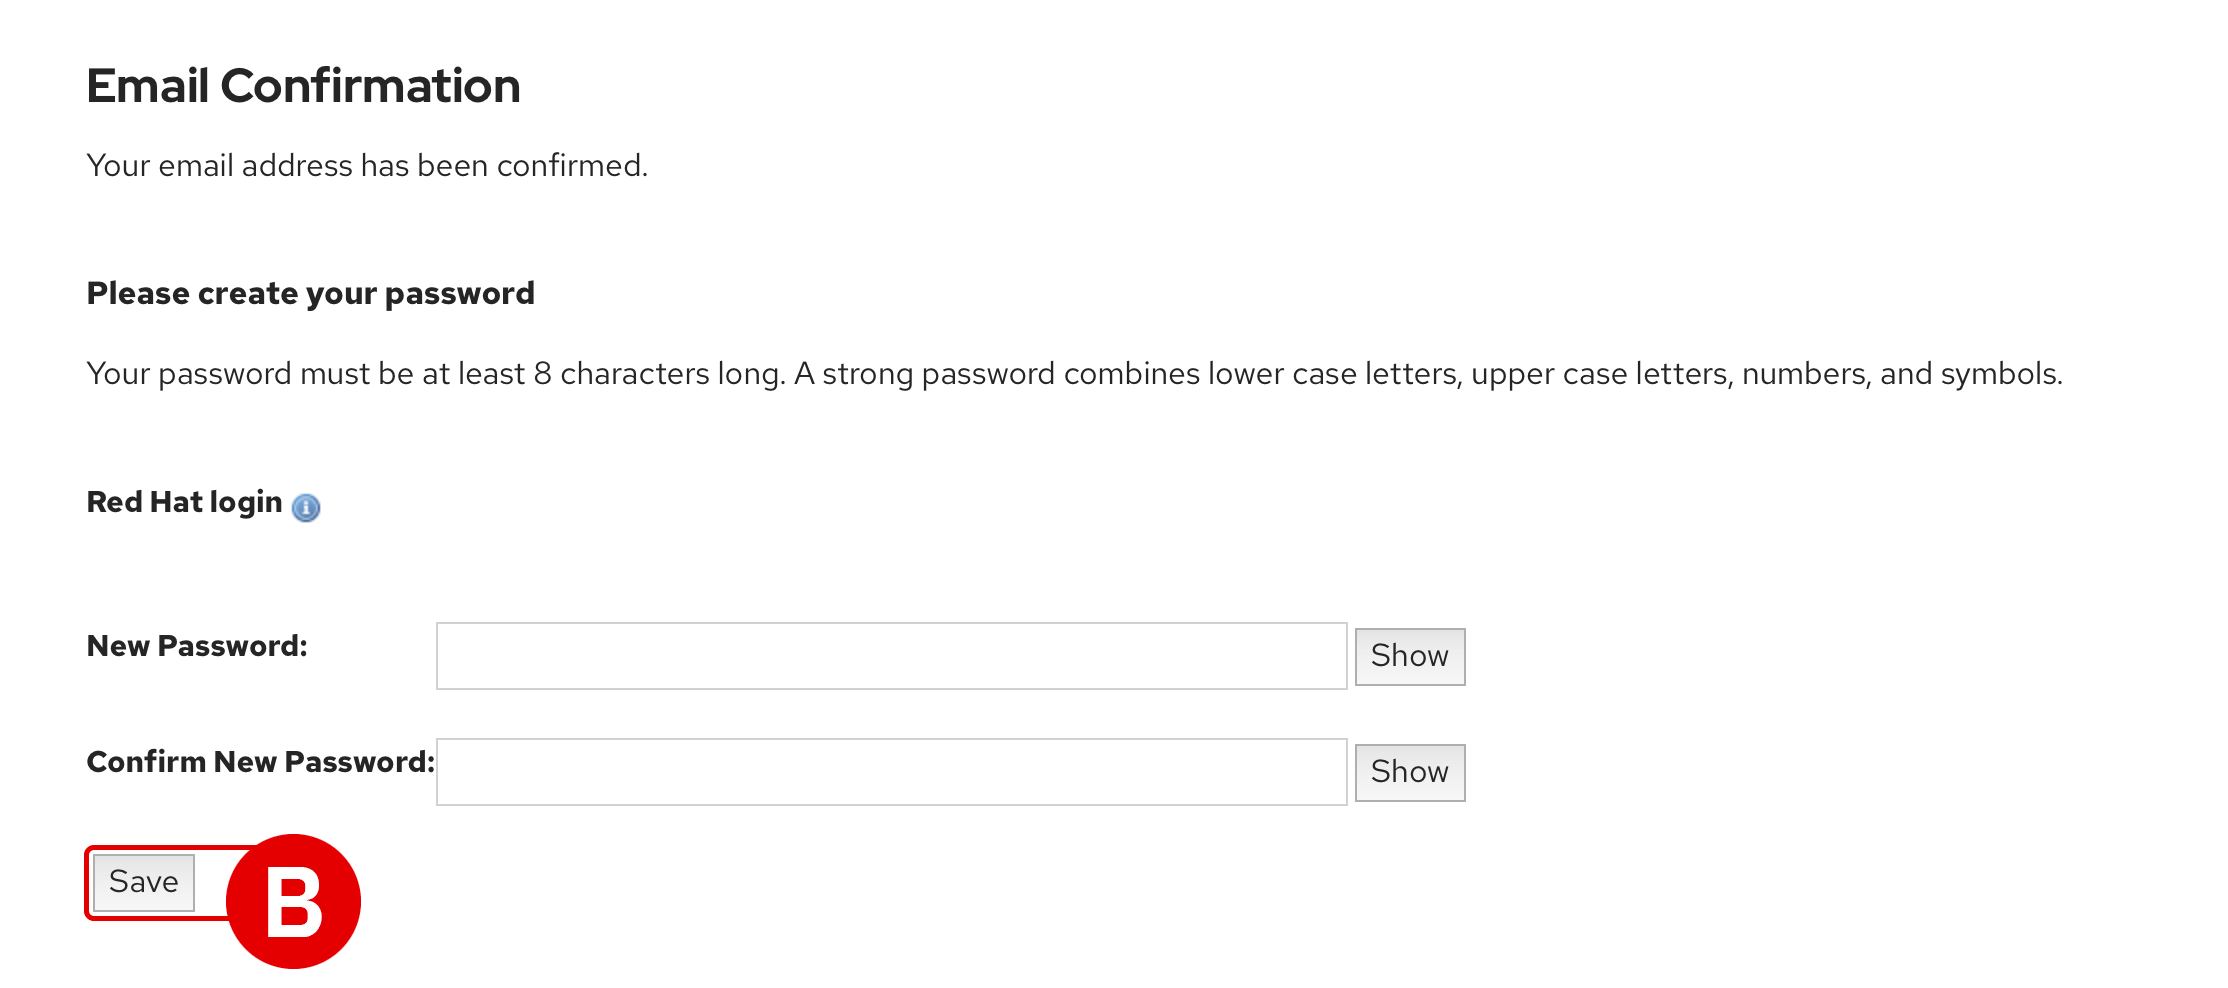 Email Confirmation
Your email address has been confirmed.
Please create your password
Your password must be at least 8 characters long. A strong password combines lower case letters, upper case letters, numbers, and symbols.
Red Hat login i
New Password: Show
Confirm New Password: Show
Save B